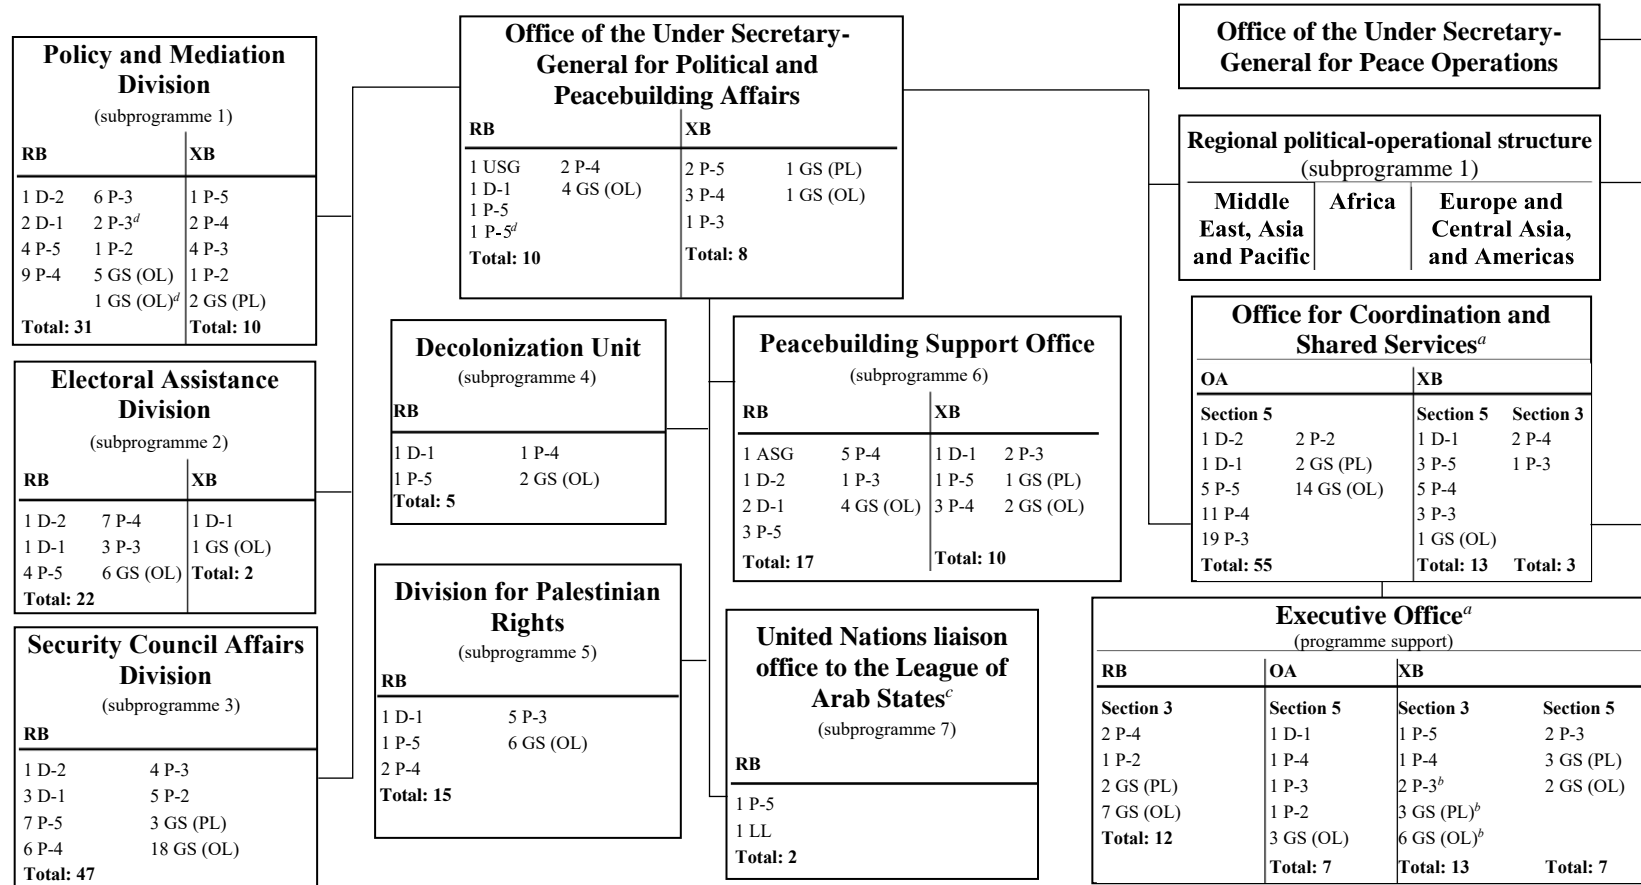 Policy and Mediation
Division
(subprogramme 1)
RB XB
1 D-2 6 P-3 1 P-5
2 D-1 2 P-3d 2 P-4
4 P-5 1 P-2 4 P-3
9 P-4 5 GS (OL) 1 P-2
1 GS (OL)d 2 GS (PL)
Total: 31 Total: 10
Electoral Assistance
Division
(subprogramme 2)
RB XB
1 D-2 7 P-4 1 D-1
1 D-1 3 P-3 1 GS (OL)
4 P-5 6 GS (OL) Total: 2
Total: 22
Security Council Affairs
Division
(subprogramme 3)
RB
1 D-2 4 P-3
3 D-1 5 P-2
7 P-5 3 GS (PL)
6 P-4 18 GS (OL)
Total: 47
Office of the Under Secretary-
General for Political and
Peacebuilding Affairs
RB XB
1 USG 2 P-4 2 P-5 1 GS (PL)
1 D-1 4 GS (OL) 3 P-4 1 GS (OL)
1 P-5 1 P-3
1 P-5d
Total: 10 Total: 8
Decolonization Unit
(subprogramme 4)
RB
1 D-1 1 P-4
1 P-5 2 GS (OL)
Total: 5
Peacebuilding Support Office
(subprogramme 6)
RB XB
1 ASG 5 P-4 1 D-1 2 P-3
1 D-2 1 P-3 1 P-5 1 GS (PL)
2 D-1 4 GS (OL) 3 P-4 2 GS (OL)
3 P-5
Total: 17 Total: 10
Division for Palestinian
Rights
(subprogramme 5)
RB
1 D-1 5 P-3
1 P-5 6 GS (OL)
2 P-4
Total: 15
United Nations liaison
office to the League of
Arab Statesc
(subprogramme 7)
RB
1 P-5
1 LL
Total: 2
Office of the Under Secretary-
General for Peace Operations
Regional political-operational structure
(subprogramme 1)
Middle Africa Europe and
East, Asia Central Asia,
and Pacific and Americas
Office for Coordination and
Shared Servicesa
OA XB
Section 5 Section 5 Section 3
1 D-2 2 P-2 1 D-1 2 P-4
1 D-1 2 GS (PL) 3 P-5 1 P-3
5 P-5 14 GS (OL) 5 P-4
11 P-4 3 P-3
19 P-3 1 GS (OL)
Total: 55 Total: 13 Total: 3
Executive Officea
(programme support)
RB OA XB
Section 3 Section 5 Section 3 Section 5
2 P-4 1 D-1 1 P-5 2 P-3
1 P-2 1 P-4 1 P-4 3 GS (PL)
2 GS (PL) 1 P-3 2 P-3b 2 GS (OL)
7 GS (OL) 1 P-2 3 GS (PL)b
Total: 12 3 GS (OL) 6 GS (OL)b
Total: 7 Total: 13 Total: 7